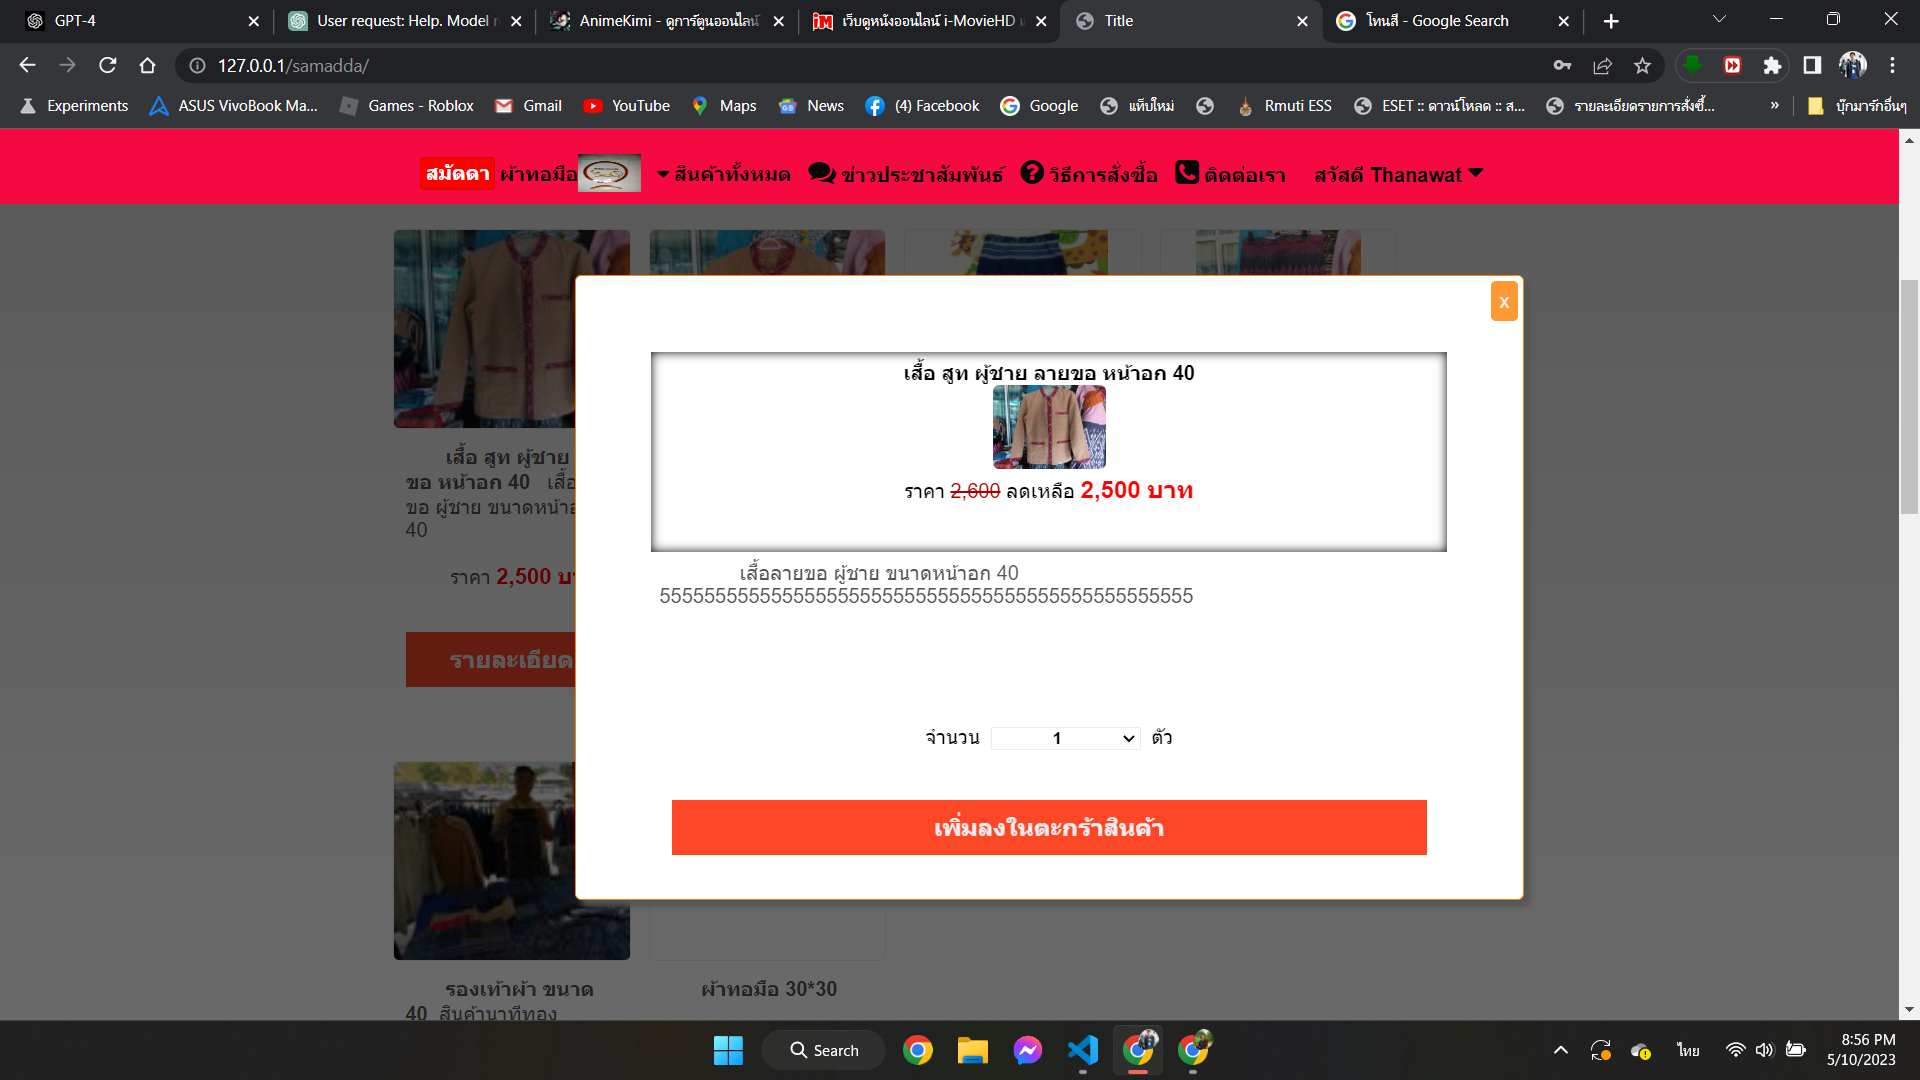 GPT-4
User request: Help. Model r
AnimeKimi - ดูการ์ตูนออนไลน์
เว็บดูหนังออนไลน์ i-MovieHD
Title
โทนสี - Google Search
127.0.0.1/samadda/
Experiments
ASUS VivoBook Ma...
Games - Roblox
Gmail
YouTube
Maps
News
(4) Facebook
Google
แท็บใหม่
Rmuti ESS
ESET :: ดาวน์โหลด :: ส...
รายละเอียดรายการสั่งซื้...
»
บุ๊กมาร์กอื่นๆ
สมัดดา ผ้าทอมือ
สินค้าทั้งหมด
ข่าวประชาสัมพันธ์
วิธีการสั่งซื้อ
ติดต่อเรา
สวัสดี Thanawat
เสื้อ สูท ผู้ชาย
ขอ หน้าอก 40 เสื้อ
ขอ ผู้ชาย ขนาดหน้าอ
40
ราคา 2,500 บา
รายละเอียด
x
เสื้อ สูท ผู้ชาย ลายขอ หน้าอก 40
ราคา 2,600 ลดเหลือ 2,500 บาท
เสื้อลายขอ ผู้ชาย ขนาดหน้าอก 40
555555555555555555555555555555555555555555555555
จำนวน 1 ตัว
เพิ่มลงในตะกร้าสินค้า
รองเท้าผ้า ขนาด
40 สินค้านาทีทอง
ผ้าทอมือ 30*30
Search
ไทย
8:56 PM
5/10/2023